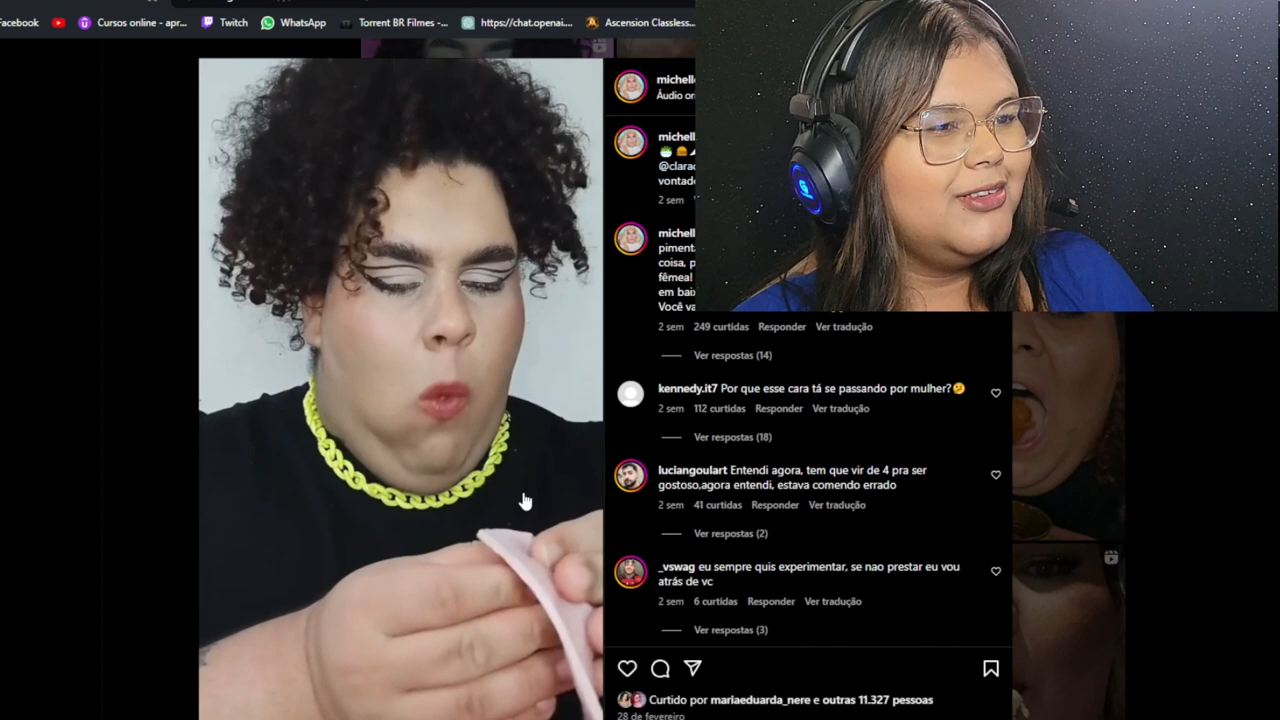 Facebook
Cursos online - apr...
Twitch
WhatsApp
Torrent BR Filmes -...
https://chat.openai....
Ascension Classless...
michell
Áudio or
michell
@clara
vontad
2 sem
michell
piment
coisa, p
fêmea!
em bai
Você va
2 sem 249 curtidas Responder Ver tradução
Ver respostas (14)
kennedy.it7 Por que esse cara tá se passando por mulher?🤔
2 sem 112 curtidas Responder Ver tradução
Ver respostas (18)
luciangoulart Entendi agora, tem que vir de 4 pra ser
gostoso,agora entendi, estava comendo errado
2 sem 41 curtidas Responder Ver tradução
Ver respostas (2)
_vswag eu sempre quis experimentar, se nao prestar eu vou
atrás de vc
2 sem 6 curtidas Responder Ver tradução
Ver respostas (3)
Curtido por mariaeduarda_nere e outras 11.327 pessoas
28 de fevereiro